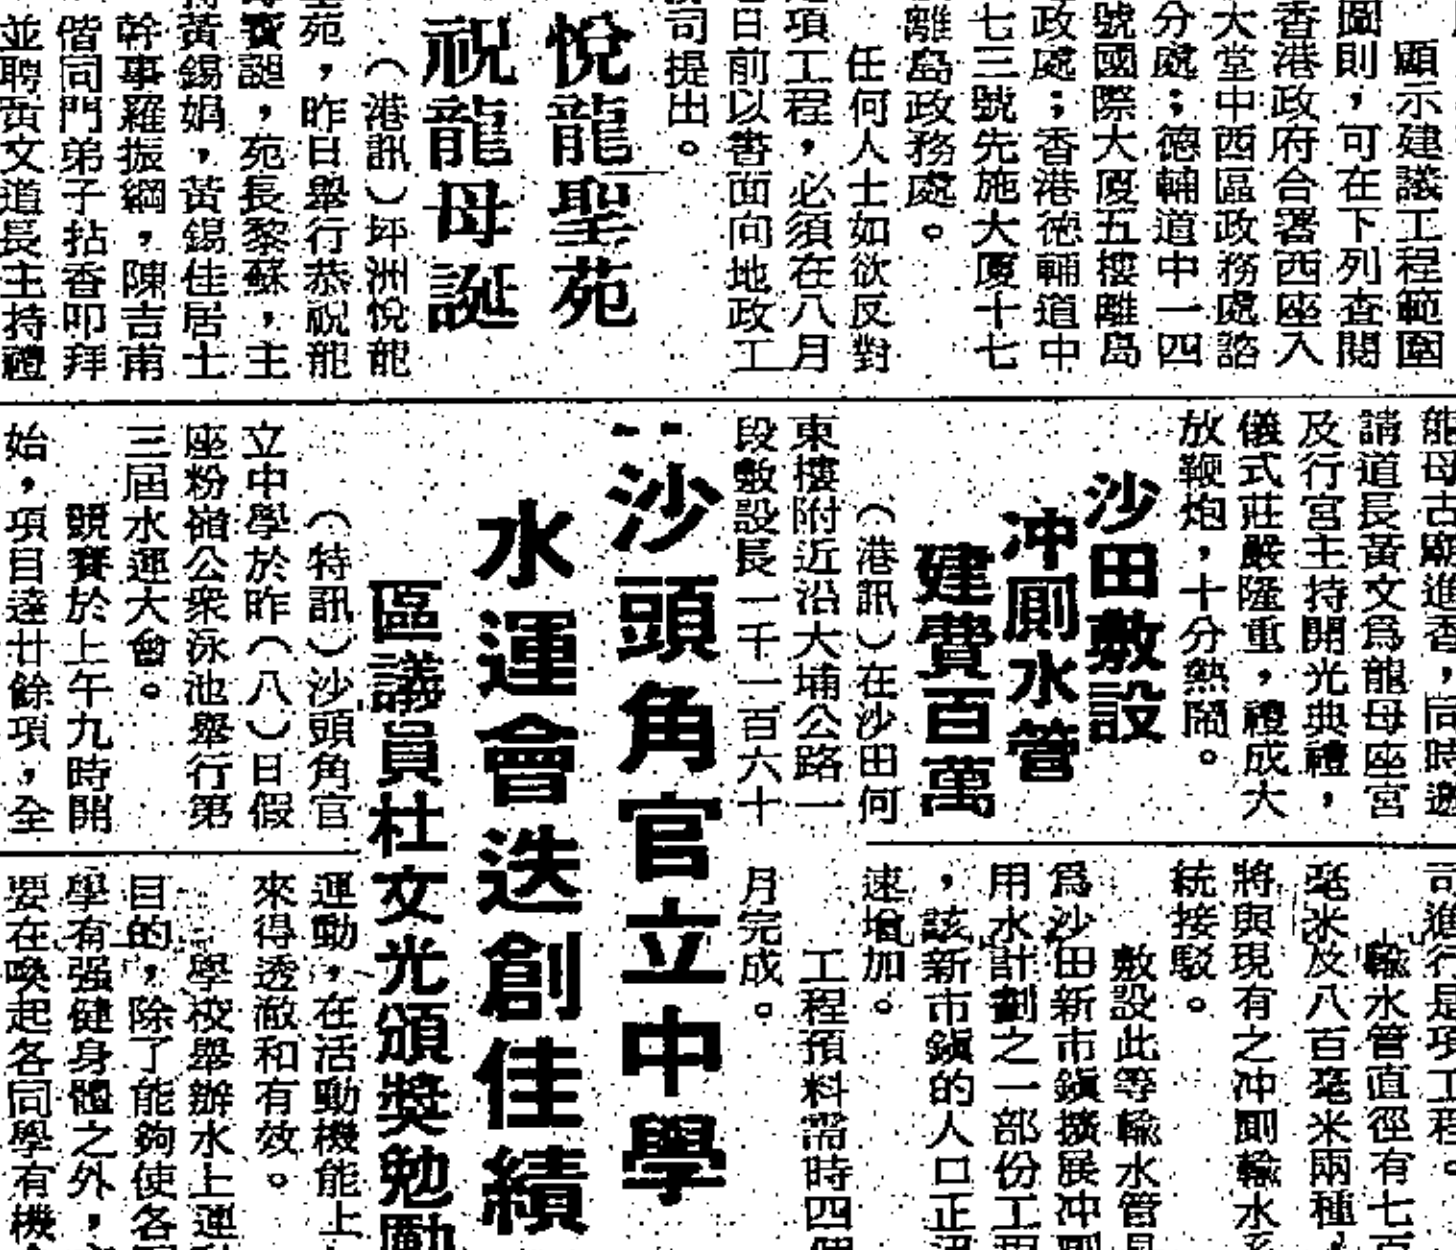 顯示建議工程範圍
圖則，可在下列查閱
香港政府合署西座入
大堂中西區政務處諮
分處；德輔道中一四
號國際大廈五樓離島
政處；香港德輔道中
七三號先施大廈十七
離島政務處。
任何人士如欲反對
項工程，必須在八月
日前以書面向地政工
司提出。
悅龍聖苑
祝龍母誕
（港訊）坪洲悅龍
苑，昨日舉行恭祝龍
寶誕，苑長黎蘇，主
黃錫娟，黃錫佳居士
幹事羅振綱，陳吉甫
偕同門弟子拈香叩拜
並聘黃文道長主持禮
龍母古廟進香，同時邀
請道長黃文爲龍母座宮
及行宮主持開光典禮，
儀式莊嚴隆重，禮成大
放鞭炮，十分熱鬧。
沙田敷設
冲厠水管
建費百萬
（港訊）在沙田何
東樓附近沿大埔公路一
段敷設長一千一百六十
司進行是項工程。
輸水管直徑有七百
毫米及八百毫米兩種，
將與現有之冲厠輸水系
統接駁。
敷設此等輸水管是
爲沙田新市鎮擴展冲厠
用水計劃之一部份工程
，該新市鎮的人口正迅
速增加。
工程預料需時四個
月完成。
沙頭角官立中學
水運會迭創佳績
區議員杜文光頒獎勉勵
（特訊）沙頭角官
立中學於昨（八）日假
座粉嶺公衆泳池舉行第
三屆水運大會。
競賽於上午九時開
始，項目達廿餘項，全
運動，在活動機能上
來得透澈和有效。
學校舉辦水上運動
目的，除了能夠使各同
學有强健身體之外，
要在喚起各同學有機